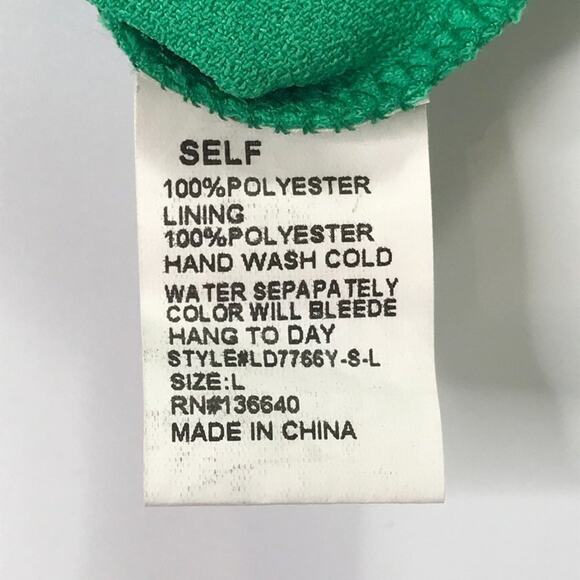 SELF
100%POLYESTER
LINING
100%POLYESTER
HAND WASH COLD
WATER SEPAPATELY
COLOR WILL BLEEDE
HANG TO DAY
STYLE#LD7766Y-S-L
SIZE:L
RN#136640
MADE IN CHINA